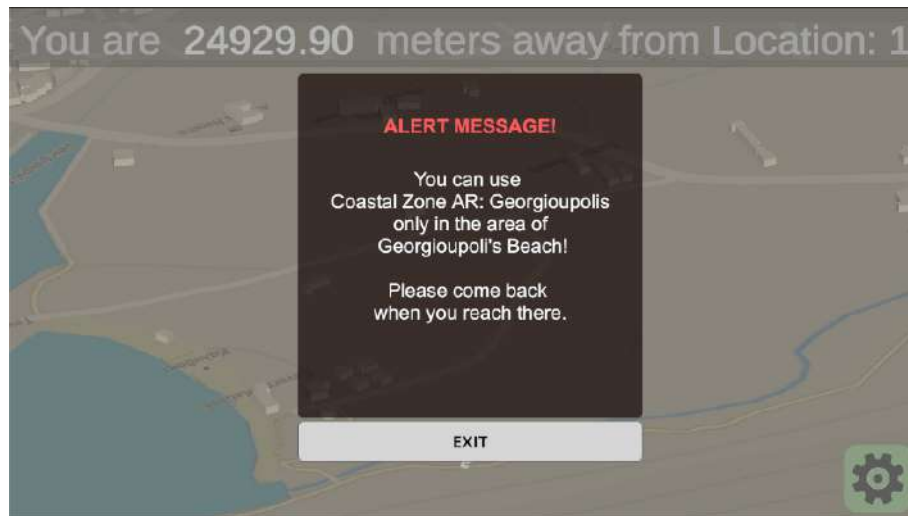 You are 24929.90 meters away from Location: 1
ALERT MESSAGE!
You can use
Coastal Zone AR: Georgioupolis
only in the area of
Georgioupoli's Beach!
Please come back
when you reach there.
EXIT